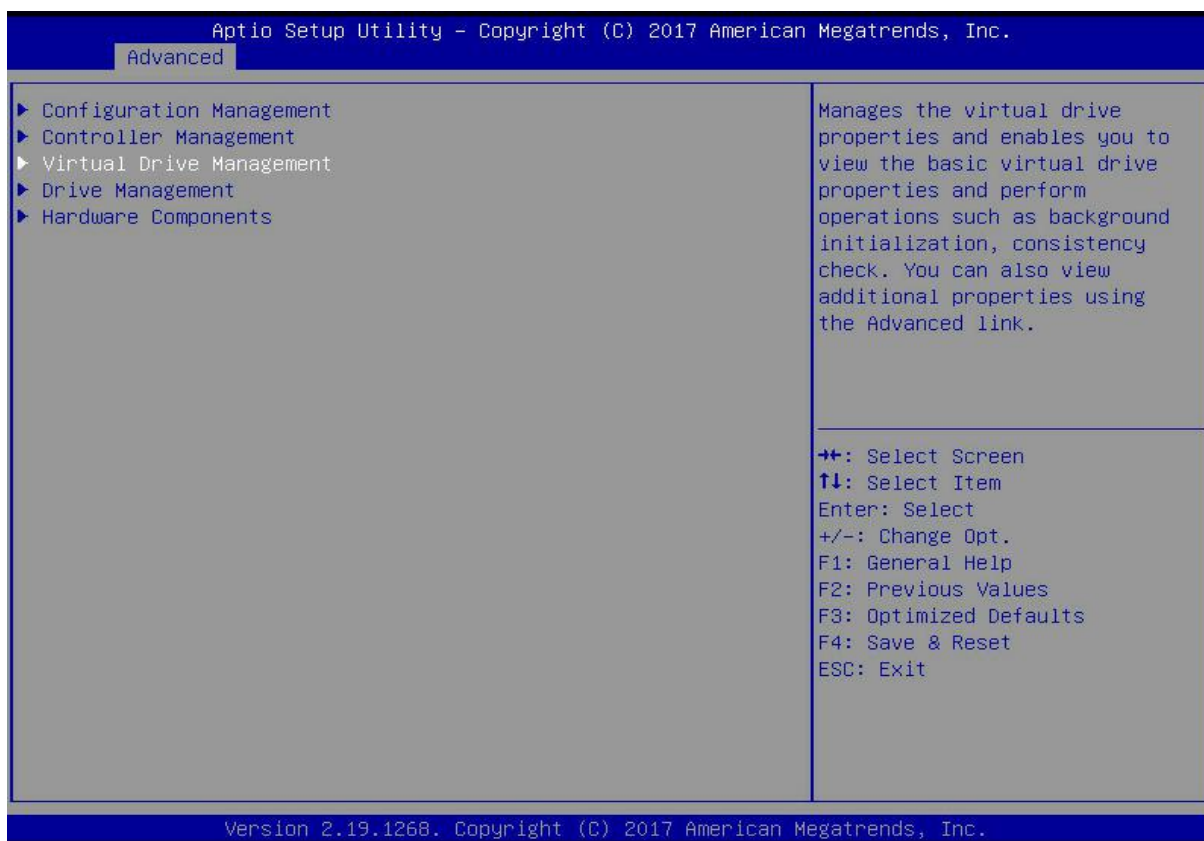 Aptio Setup Utility – Copyright (C) 2017 American Megatrends, Inc.
Advanced
▶ Configuration Management
▶ Controller Management
▶ Virtual Drive Management
▶ Drive Management
▶ Hardware Components
Manages the virtual drive
properties and enables you to
view the basic virtual drive
properties and perform
operations such as background
initialization, consistency
check. You can also view
additional properties using
the Advanced link.
→←: Select Screen
↑↓: Select Item
Enter: Select
+/-: Change Opt.
F1: General Help
F2: Previous Values
F3: Optimized Defaults
F4: Save & Reset
ESC: Exit
Version 2.19.1268. Copyright (C) 2017 American Megatrends, Inc.